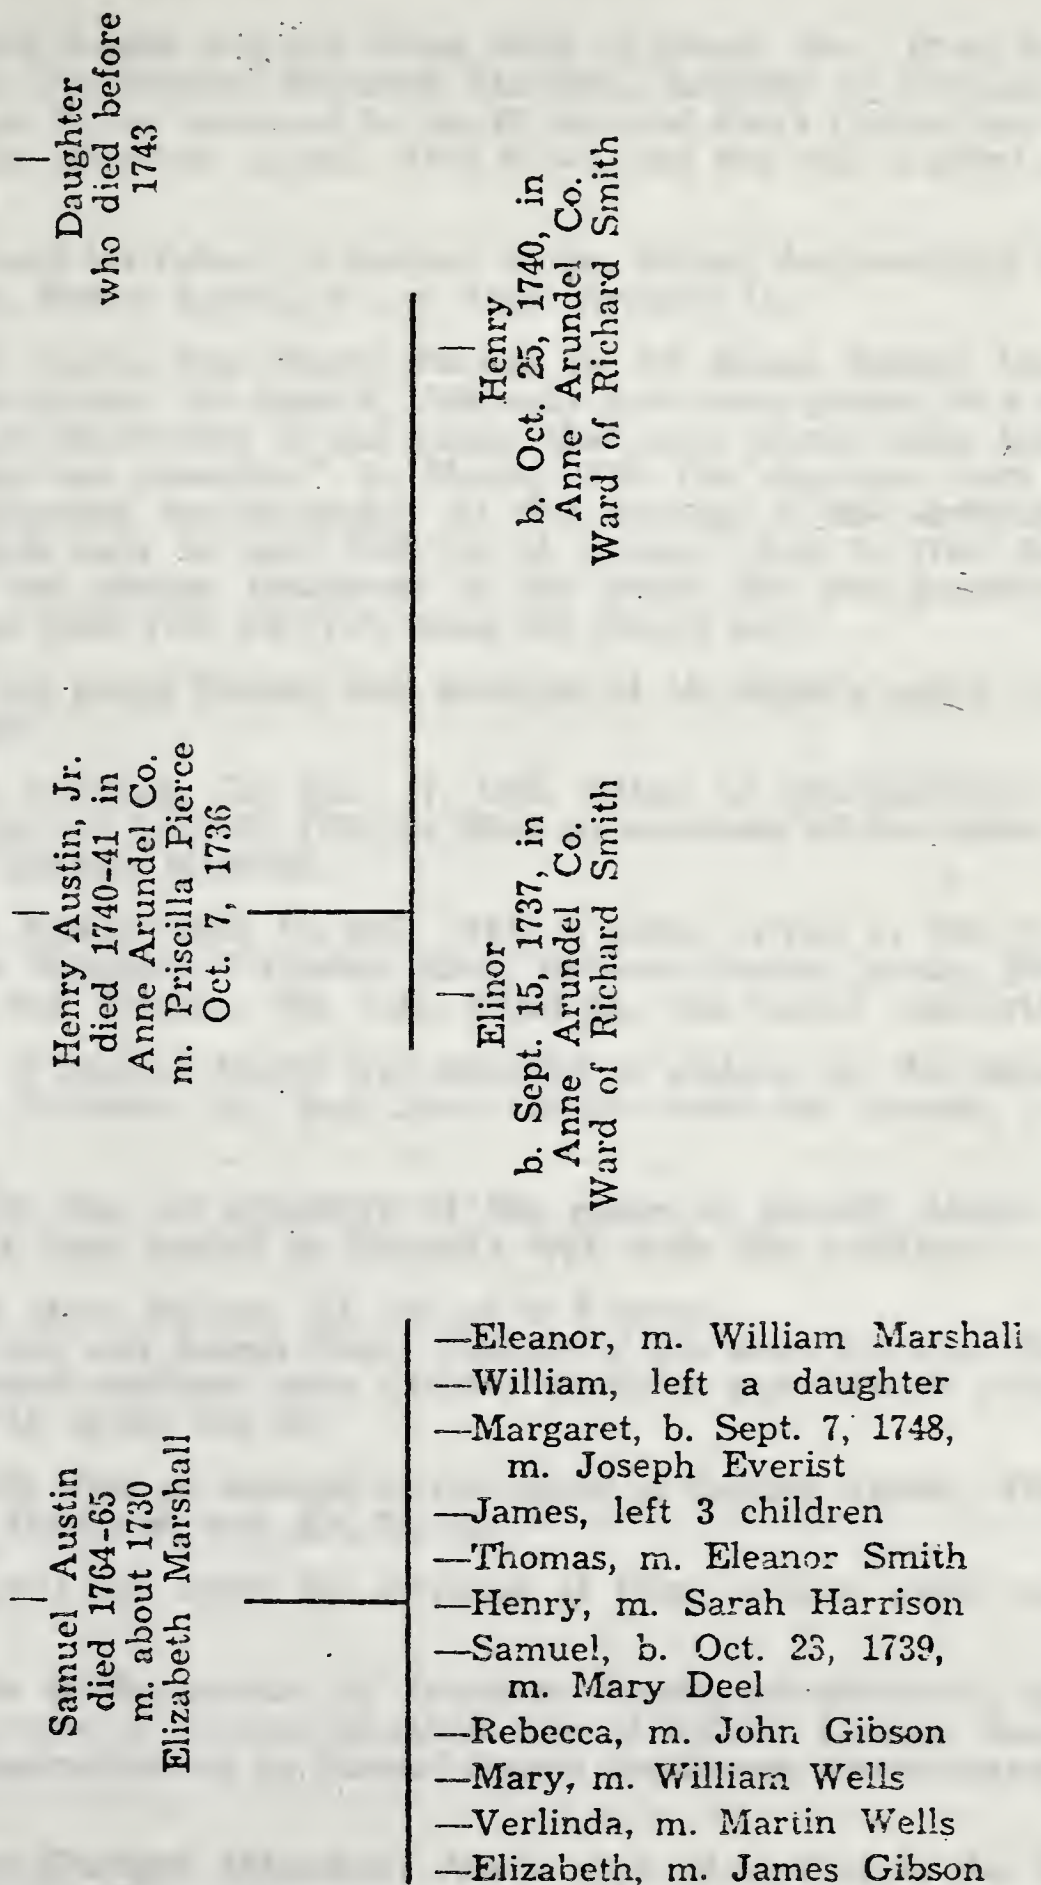 Samuel Austin
died 1764-65
m. about 1730
Elizabeth Marshall
—Eleanor, m. William Marshall
—William, left a daughter
—Margaret, b. Sept. 7, 1748,
m. Joseph Everist
—James, left 3 children
—Thomas, m. Eleanor Smith
—Henry, m. Sarah Harrison
—Samuel, b. Oct. 23, 1739,
m. Mary Deel
—Rebecca, m. John Gibson
—Mary, m. William Wells
—Verlinda, m. Martin Wells
—Elizabeth, m. James Gibson
Henry Austin, Jr.
died 1740-41 in
Anne Arundel Co.
m. Priscilla Pierce
Oct. 7, 1736
Elinor
b. Sept. 15, 1737, in
Anne Arundel Co.
Ward of Richard Smith
Henry
b. Oct. 25, 1740, in
Anne Arundel Co.
Ward of Richard Smith
Daughter
who died before
1743